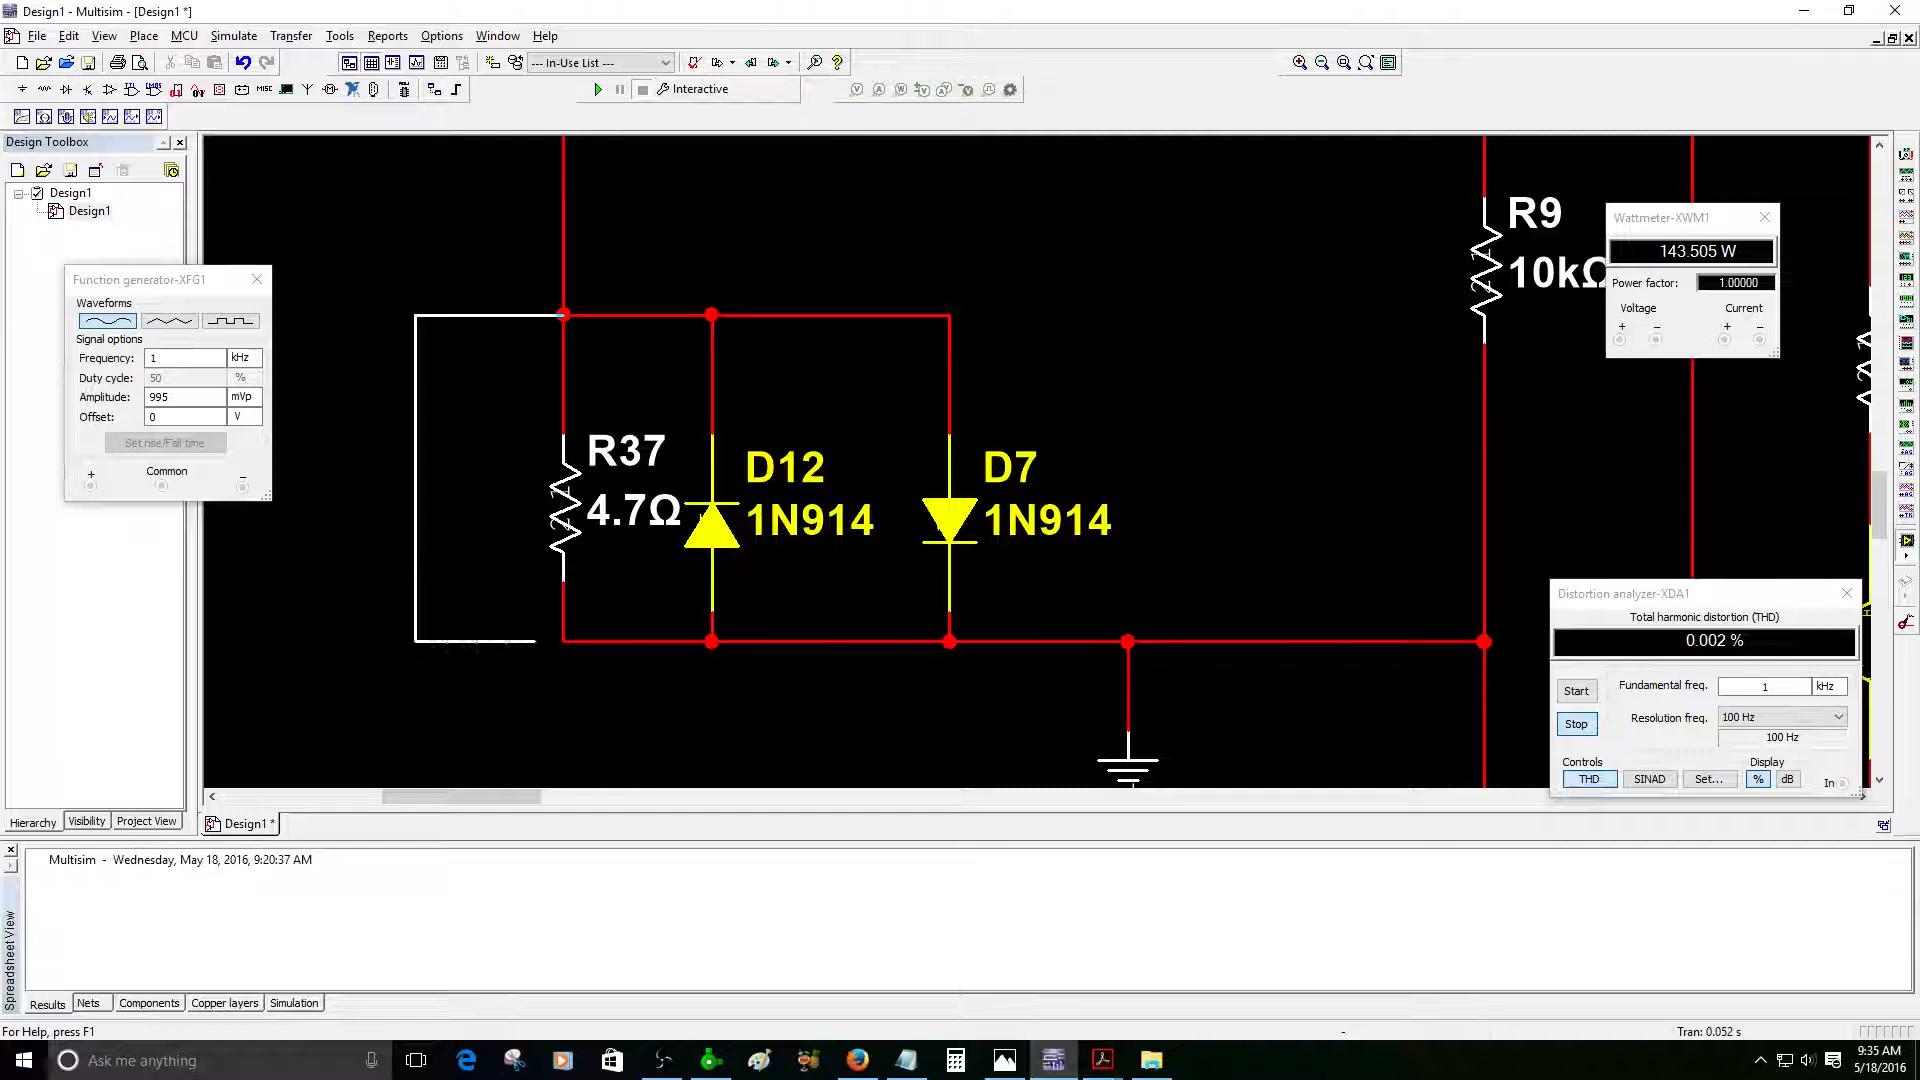 Design1 - Multisim - [Design1 *]
File Edit View Place MCU Simulate Transfer Tools Reports Options Window Help
--- In-Use List ---
MISC Interactive
Design Toolbox
Design1
Design1
Function generator-XFG1
Waveforms
Signal options
Frequency: 1 kHz
Duty cycle: 50 %
Amplitude: 995 mVp
Offset: 0 V
Set rise/Fall time
+ Common −
R37
4.7Ω
D12
1N914
D7
1N914
R9
10kΩ
Wattmeter-XWM1
143.505 W
Power factor: 1.00000
Voltage Current
+ − + −
Distortion analyzer-XDA1
Total harmonic distortion (THD)
0.002 %
Start Fundamental freq. 1 kHz
Stop Resolution freq. 100 Hz
100 Hz
Controls Display
THD SINAD Set... % dB In
Hierarchy Visibility Project View
Design1 *
Multisim - Wednesday, May 18, 2016, 9:20:37 AM
Spreadsheet View
Results Nets Components Copper layers Simulation
For Help, press F1
- Tran: 0.052 s
Ask me anything
9:35 AM
5/18/2016